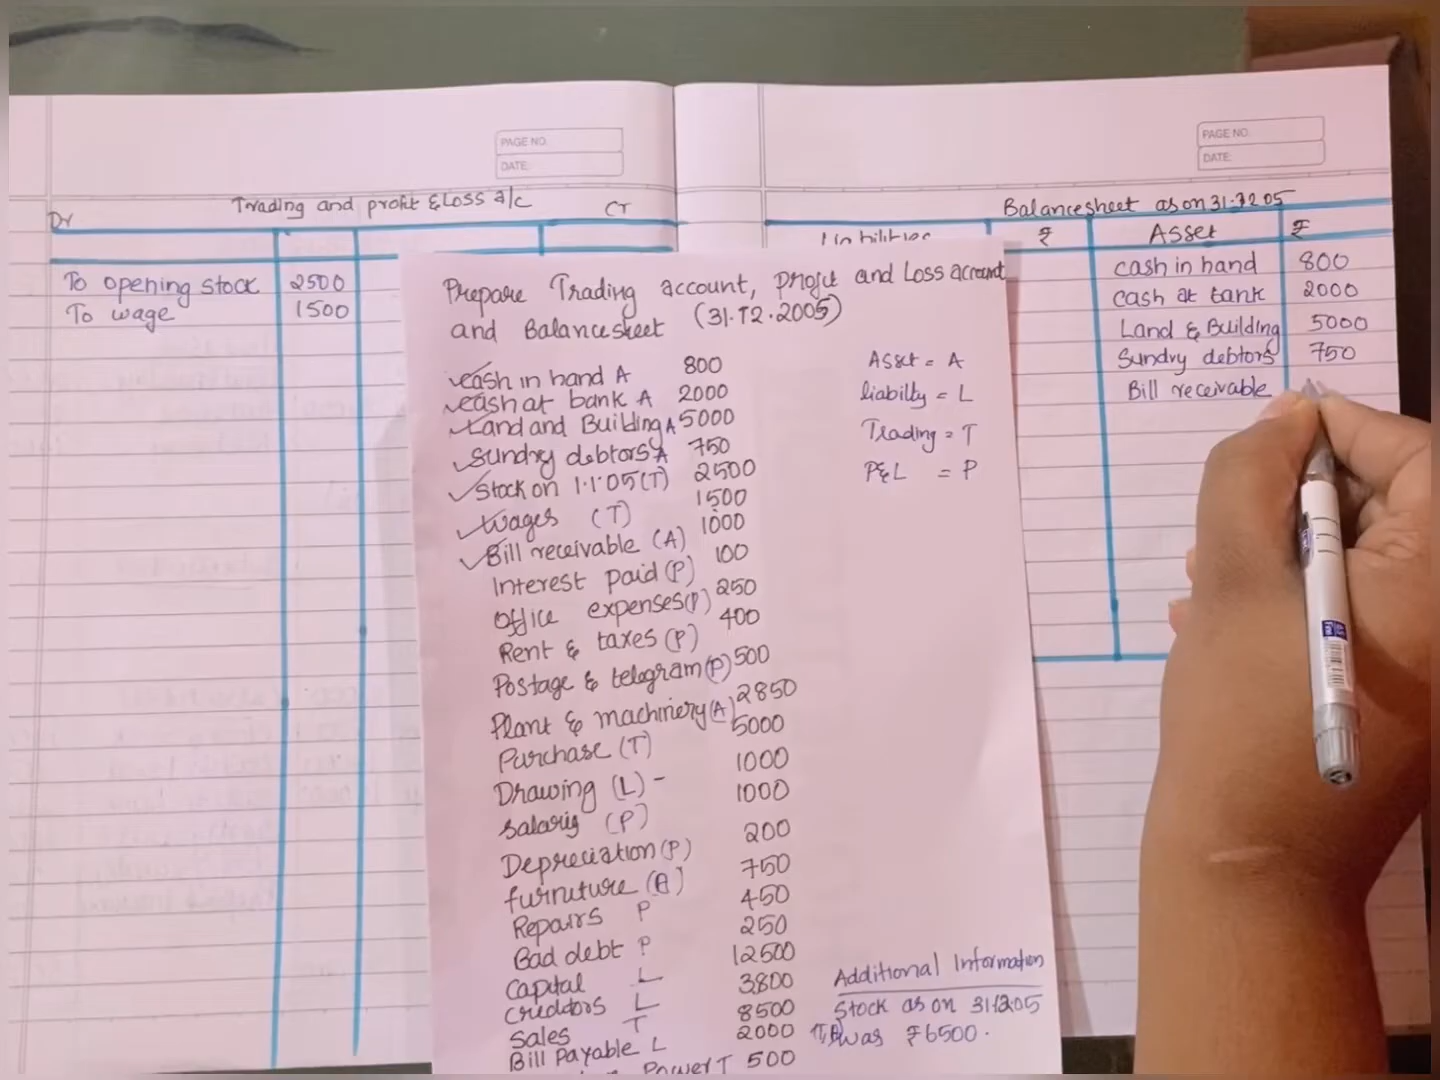 PAGE NO.
DATE:
Trading and profit & Loss a/c
Dr
Cr
To opening stock 2500
To wage 1500
PAGE NO.
DATE:
Balancesheet as on 31.12.05
Liabilities ₹ Asset ₹
cash in hand 800
cash at bank 2000
Land & Building 5000
Sundry debtors 750
Bill receivable
Prepare Trading account, profit and Loss account
and Balancesheet (31.12.2005)
cash in hand A 800
cash at bank A 2000
Land and Building A 5000
Sundry debtors A 750
Stock on 1.1.05 (T) 2500
Wages (T) 1500
Bill receivable (A) 1000
Interest paid (P) 100
Office expenses (P) 250
Rent & taxes (P) 400
Postage & telegram (P) 500
Plant & machinery (A) 2850
Purchase (T) 5000
Drawing (L) - 1000
Salaris (P) 1000
Depreciation (P) 200
furnuture (A) 750
Repairs P 450
Bad debt P 250
Capital L 12500
creditors L 3800
Sales T 8500
Bill Payable L 2000
Power T 500
Asset = A
liabilty = L
Trading = T
P&L = P
Additional Information
Stock as on 31.12.05
was ₹6500.